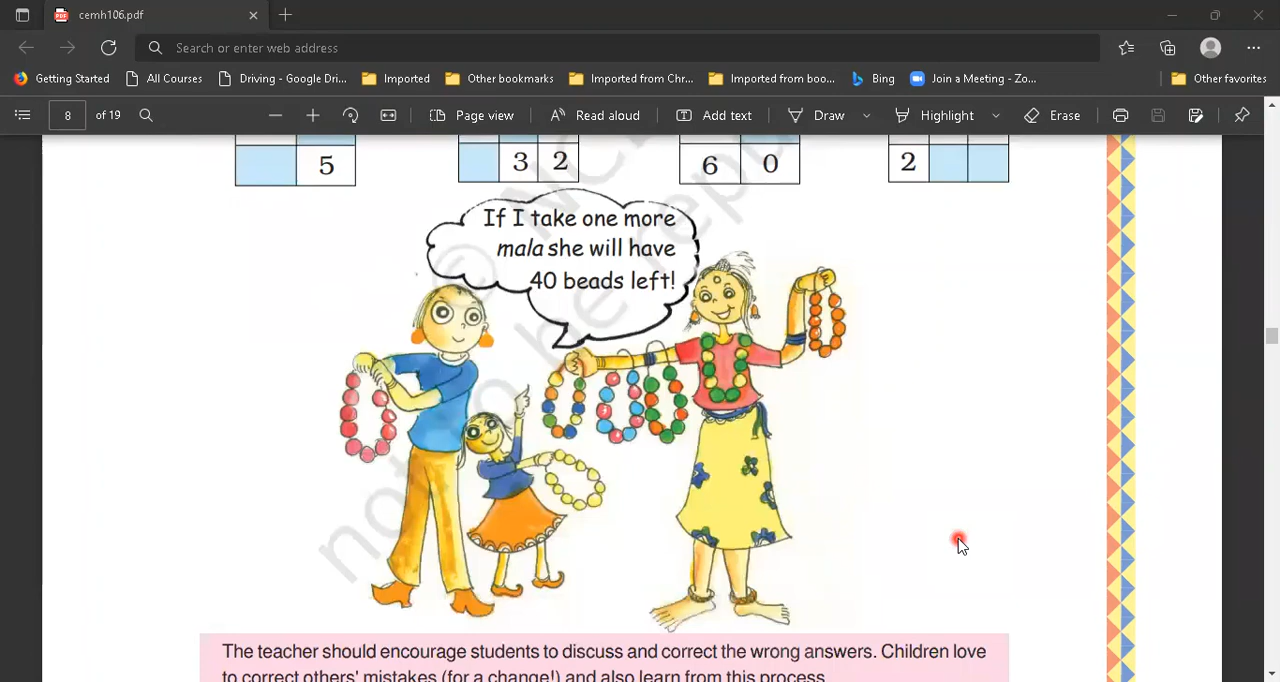 cemh106.pdf
Search or enter web address
Getting Started All Courses Driving - Google Dri... Imported Other bookmarks Imported from Chr... Imported from boo... Bing Join a Meeting - Zo... Other favorites
8 of 19 Page view Read aloud Add text Draw Highlight Erase
5 3 2 6 0 2
If I take one more
mala she will have
40 beads left!
The teacher should encourage students to discuss and correct the wrong answers. Children love
to correct others' mistakes (for a change!) and also learn from this process
not be rep